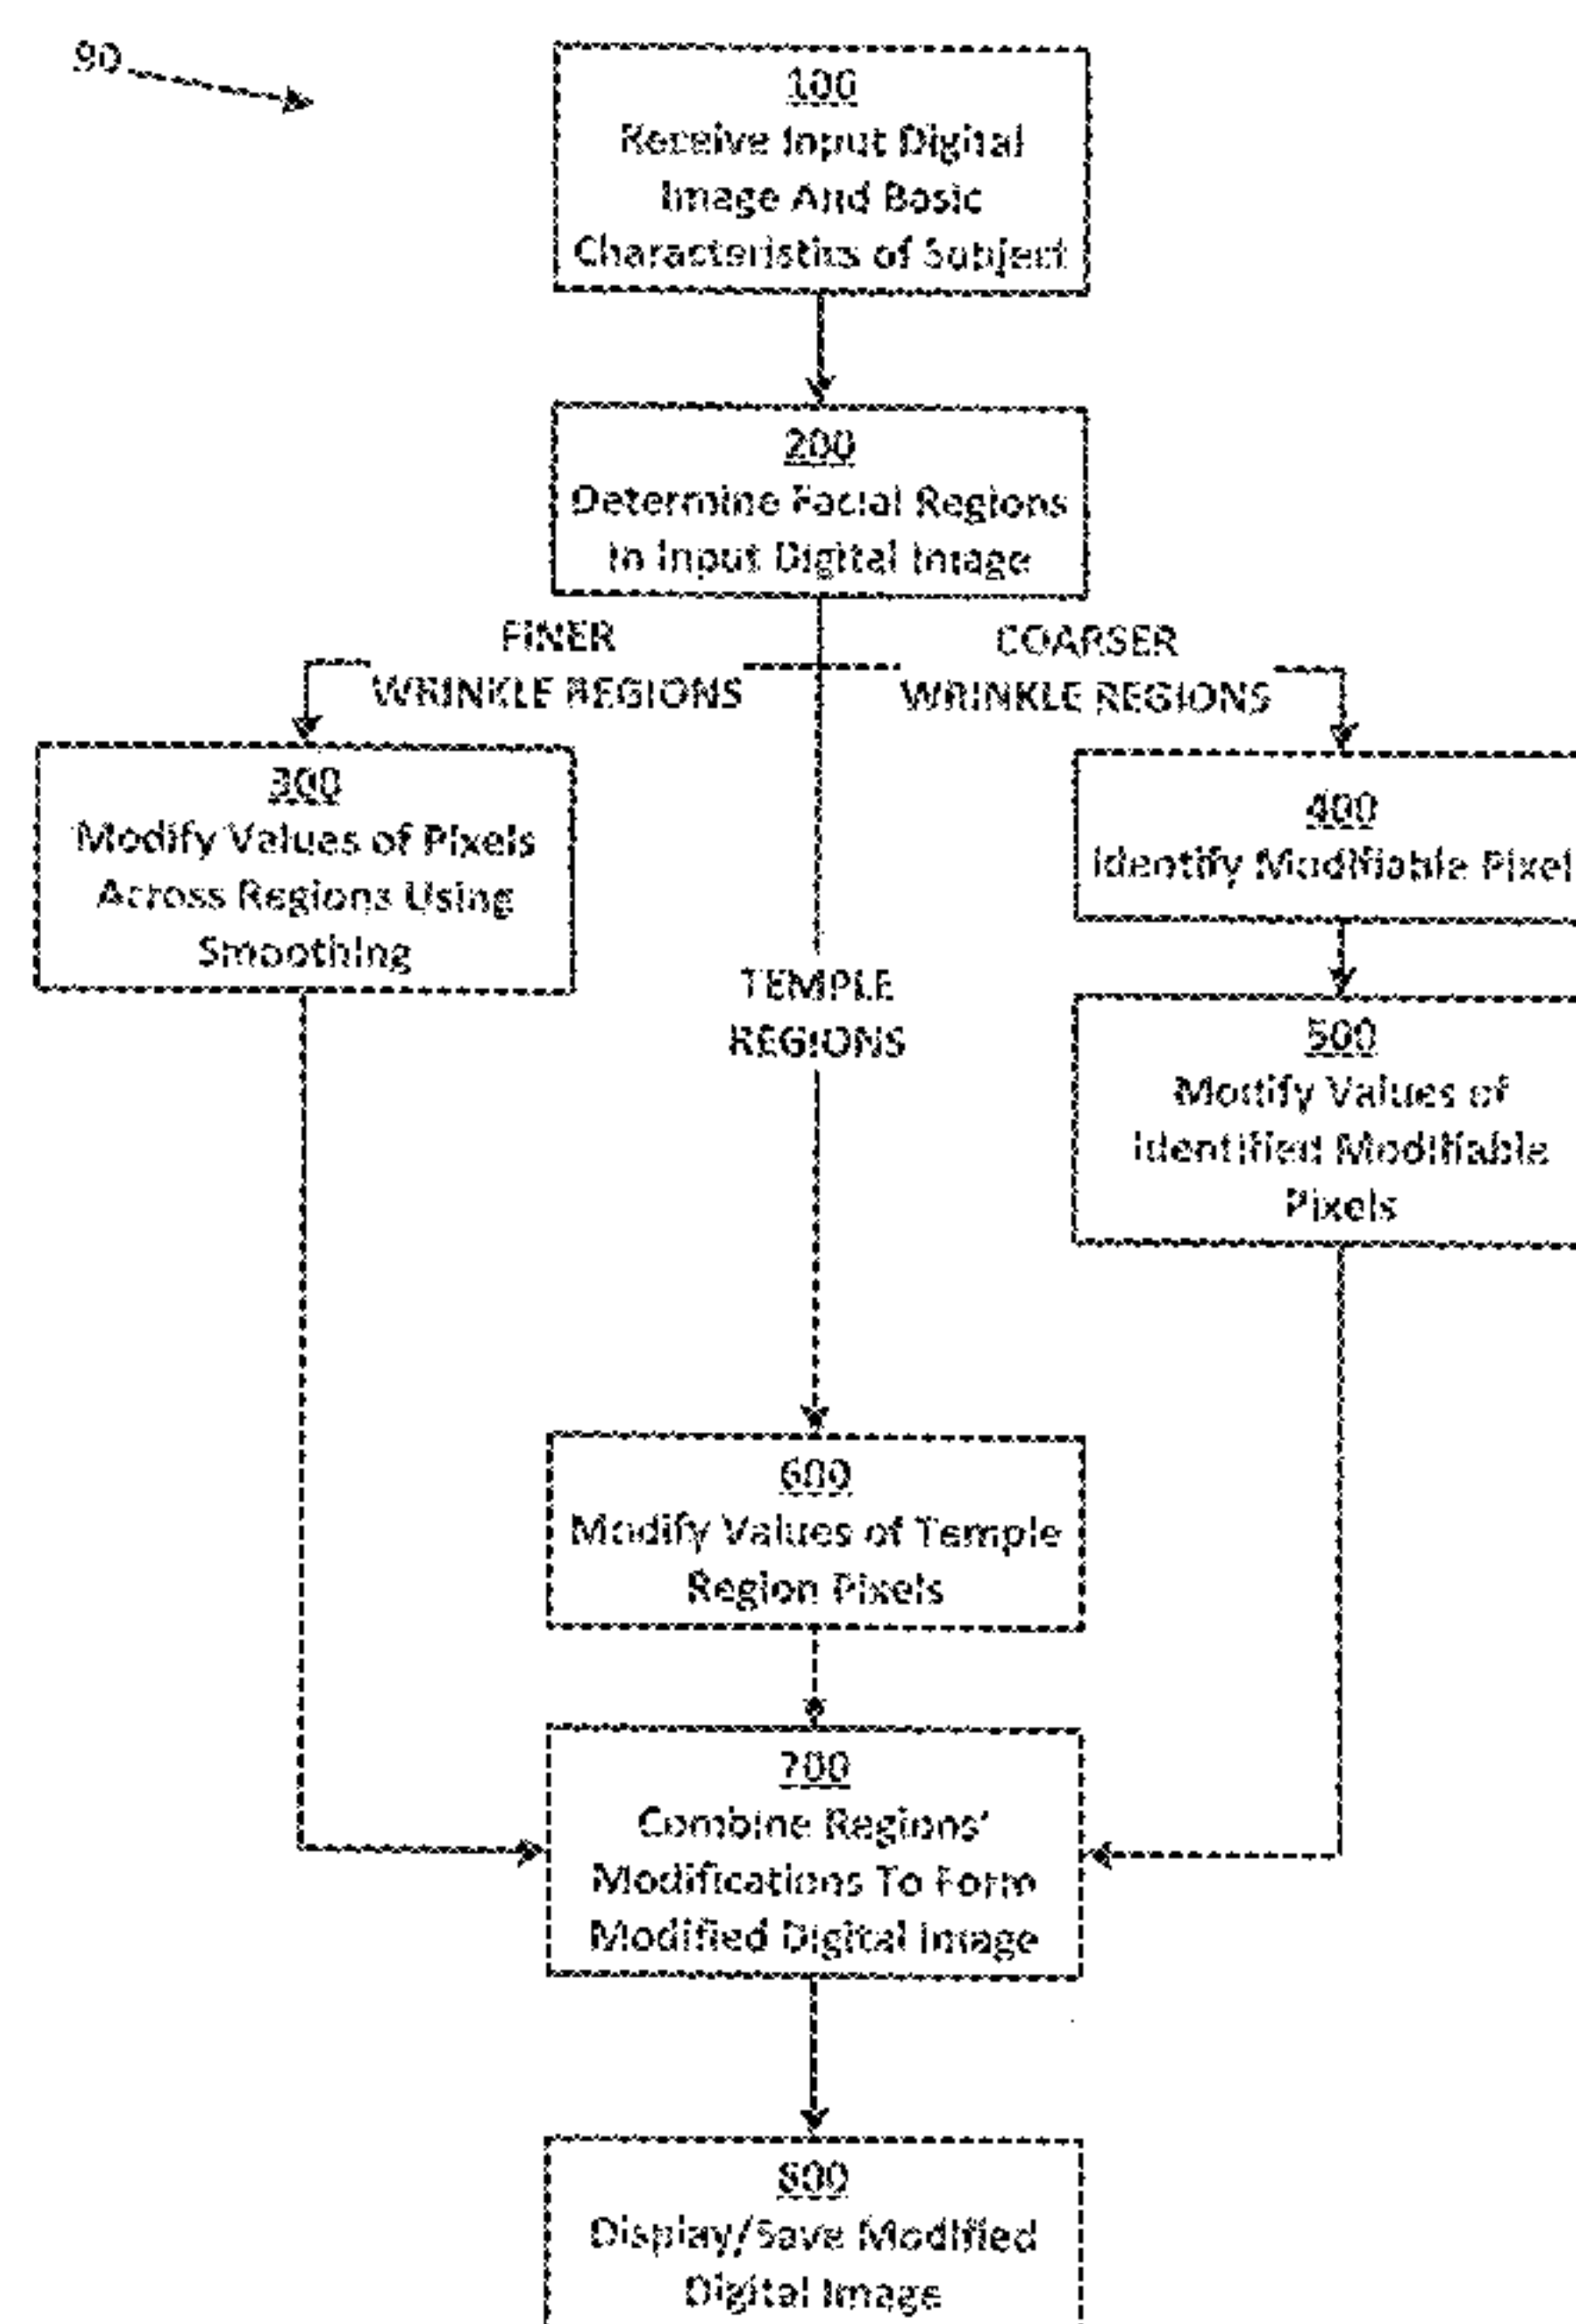 90
100
Receive Input Digital
Image And Basic
Characteristics of Subject
200
Determine Facial Regions
In Input Digital Image
FINER
WRINKLE REGIONS
COARSER
WRINKLE REGIONS
300
Modify Values of Pixels
Across Regions Using
Smoothing
400
Identify Modifiable Pixel
TEMPLE
REGIONS
500
Modify Values of
Identified Modifiable
Pixels
600
Modify Values of Temple
Region Pixels
700
Combine Regions'
Modifications To Form
Modified Digital Image
800
Display/Save Modified
Digital Image